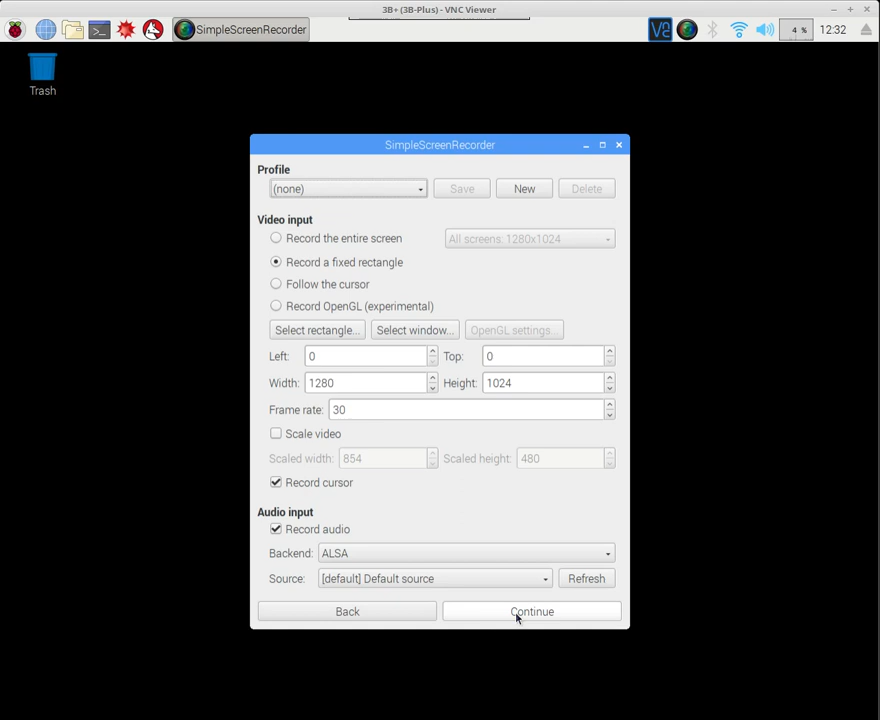 3B+ (3B-Plus) - VNC Viewer
SimpleScreenRecorder
4 %
12:32
Trash
SimpleScreenRecorder
Profile
(none)
Save
New
Delete
Video input
Record the entire screen
All screens: 1280x1024
Record a fixed rectangle
Follow the cursor
Record OpenGL (experimental)
Select rectangle...
Select window...
OpenGL settings...
Left: 0
Top: 0
Width: 1280
Height: 1024
Frame rate: 30
Scale video
Scaled width: 854
Scaled height: 480
Record cursor
Audio input
Record audio
Backend: ALSA
Source: [default] Default source
Refresh
Back
Continue